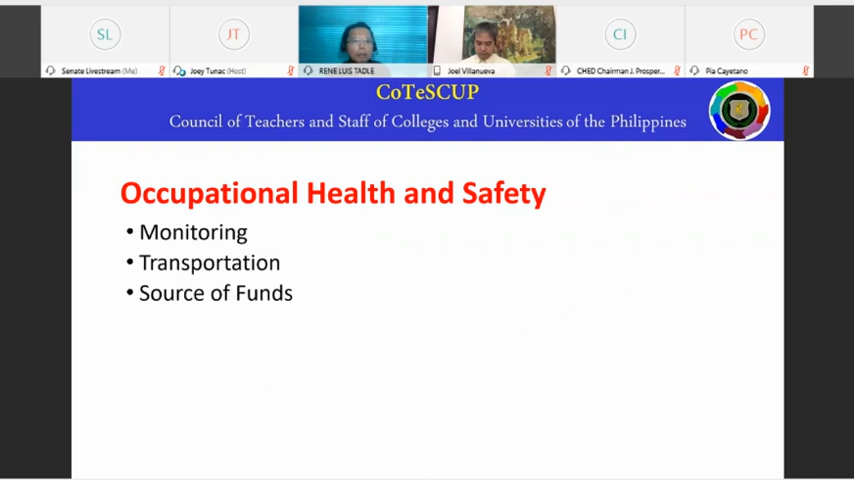 SL
JT
CI
PC
Senate Livestream (Me)
Joey Tunac (Host)
RENE LUIS TADLE
Joel Villanueva
CHED Chairman J. Prosper...
Pia Cayetano
CoTeSCUP
Council of Teachers and Staff of Colleges and Universities of the Philippines
Occupational Health and Safety
• Monitoring
• Transportation
• Source of Funds